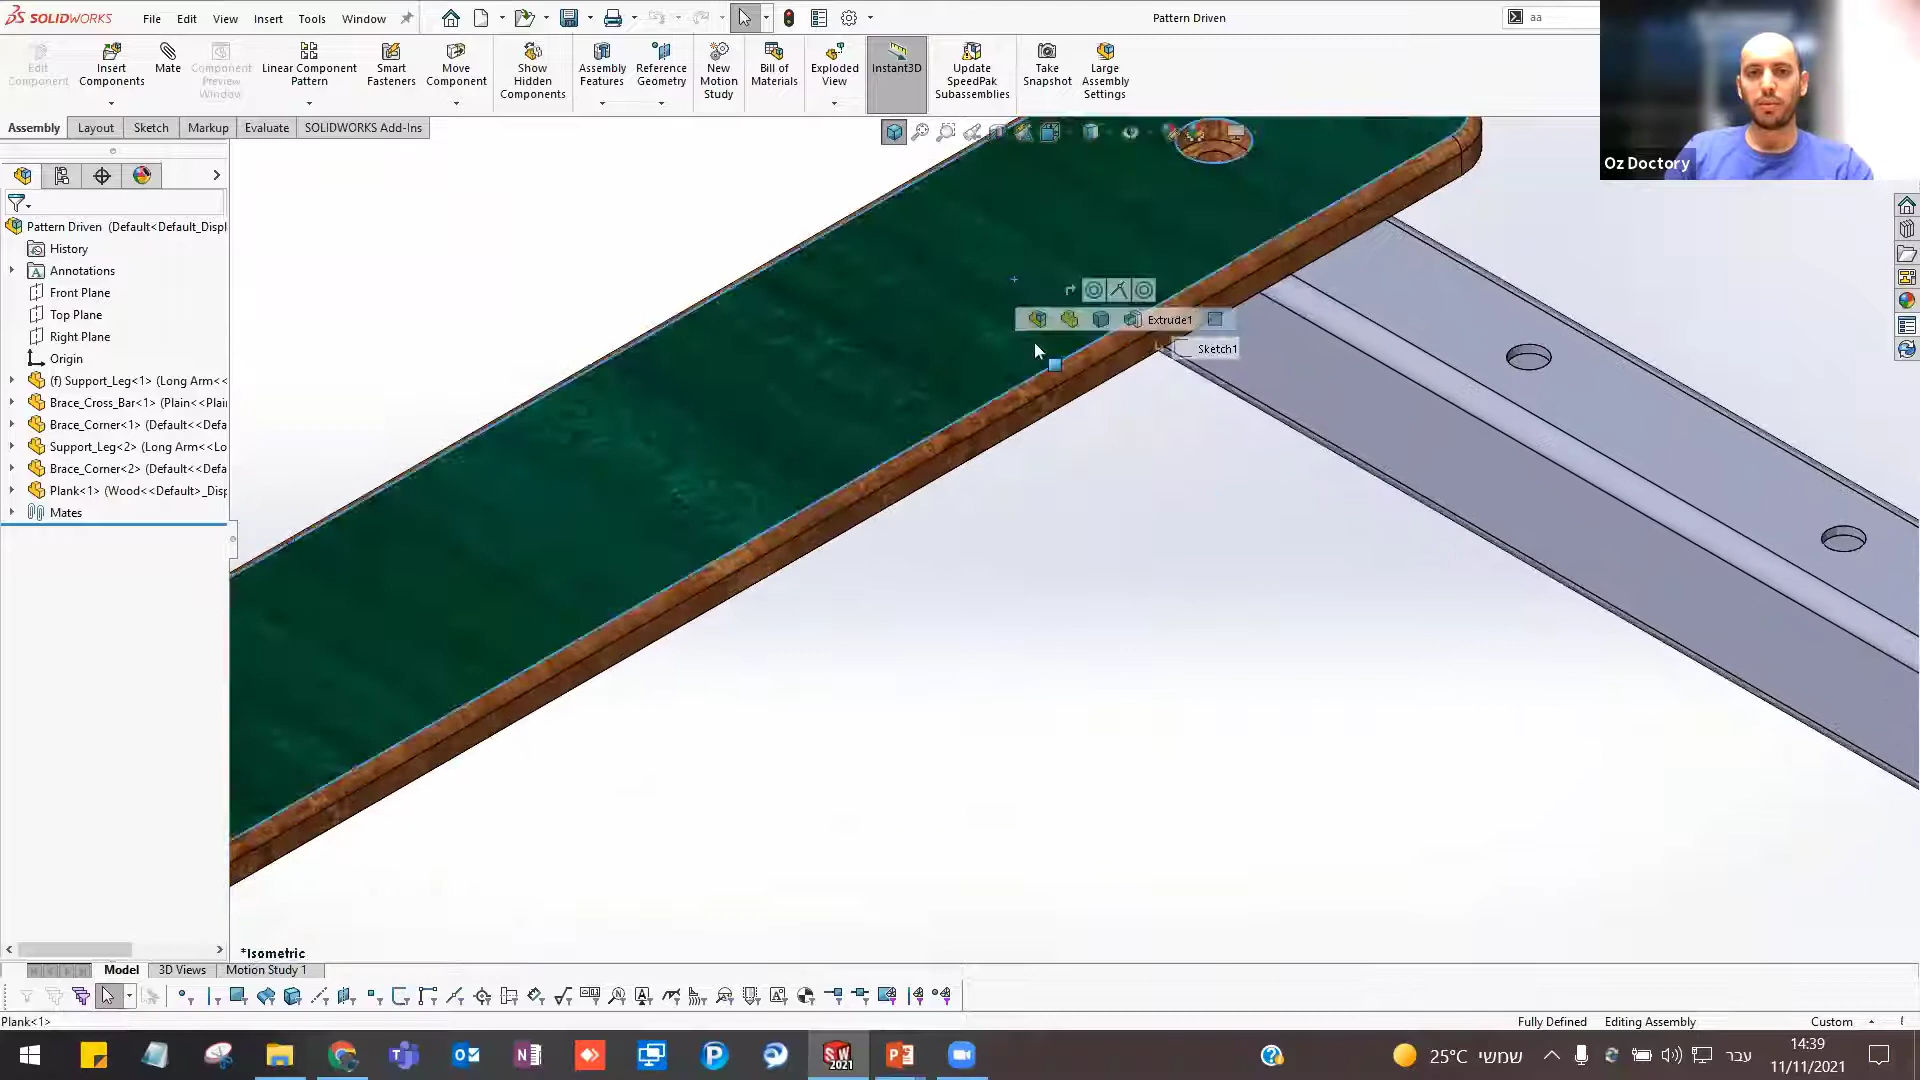 SOLIDWORKS File Edit View Insert Tools Window Pattern Driven aa
Edit Component
Insert Components
Mate
Component Preview Window
Linear Component Pattern
Smart Fasteners
Move Component
Show Hidden Components
Assembly Features
Reference Geometry
New Motion Study
Bill of Materials
Exploded View
Instant3D
Update SpeedPak Subassemblies
Take Snapshot
Large Assembly Settings
Assembly Layout Sketch Markup Evaluate SOLIDWORKS Add-Ins
Oz Doctory
Pattern Driven (Default<Default_Displ
History
Annotations
Front Plane
Top Plane
Right Plane
Origin
(f) Support_Leg<1> (Long Arm<<
Brace_Cross_Bar<1> (Plain<<Plai
Brace_Corner<1> (Default<<Defa
Support_Leg<2> (Long Arm<<Lo
Brace_Corner<2> (Default<<Defa
Plank<1> (Wood<<Default>_Disp
Mates
Extrude1
Sketch1
*Isometric
Model 3D Views Motion Study 1
Plank<1> Fully Defined Editing Assembly Custom
SW 2021
25°C שמשי
עבר
14:39
11/11/2021